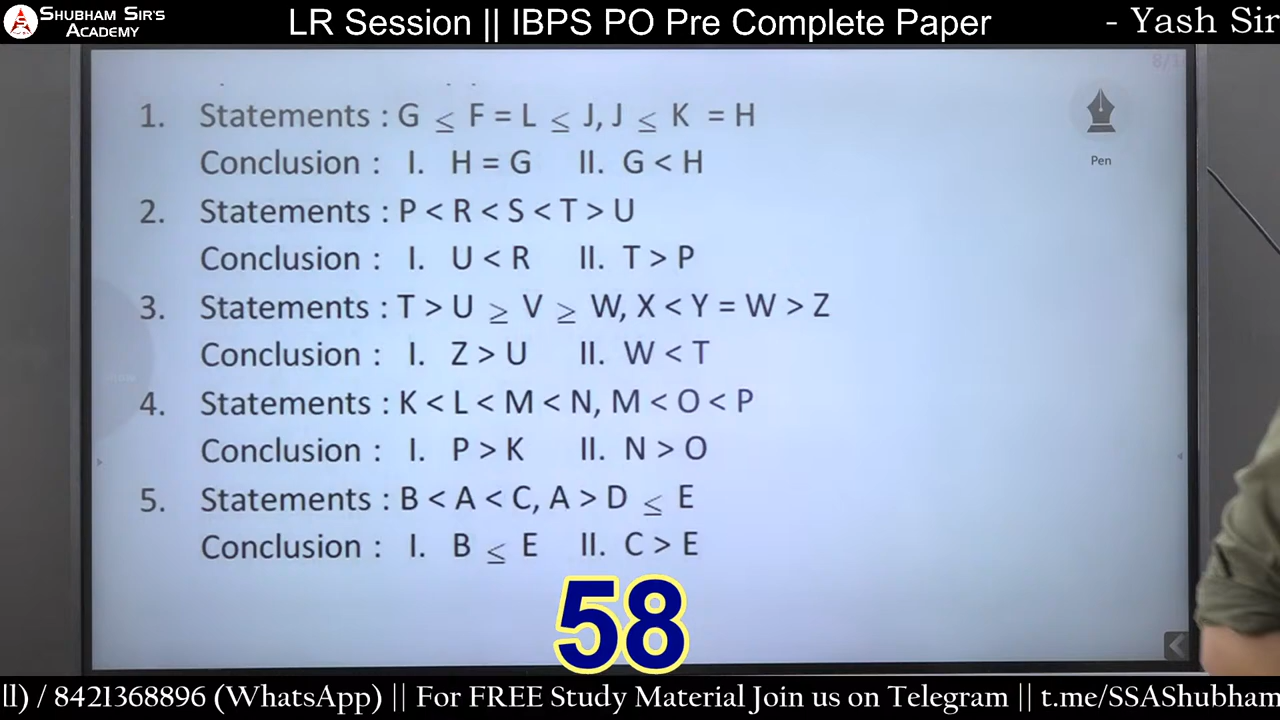 SHUBHAM SIR'S
ACADEMY
LR Session || IBPS PO Pre Complete Paper
- Yash Sir
1. Statements : G ≤ F = L ≤ J, J ≤ K = H
Conclusion : I. H = G II. G < H
2. Statements : P < R < S < T > U
Conclusion : I. U < R II. T > P
3. Statements : T > U ≥ V ≥ W, X < Y = W > Z
Conclusion : I. Z > U II. W < T
4. Statements : K < L < M < N, M < O < P
Conclusion : I. P > K II. N > O
5. Statements : B < A < C, A > D ≤ E
Conclusion : I. B ≤ E II. C > E
Pen
58
ll) / 8421368896 (WhatsApp) || For FREE Study Material Join us on Telegram || t.me/SSAShubham